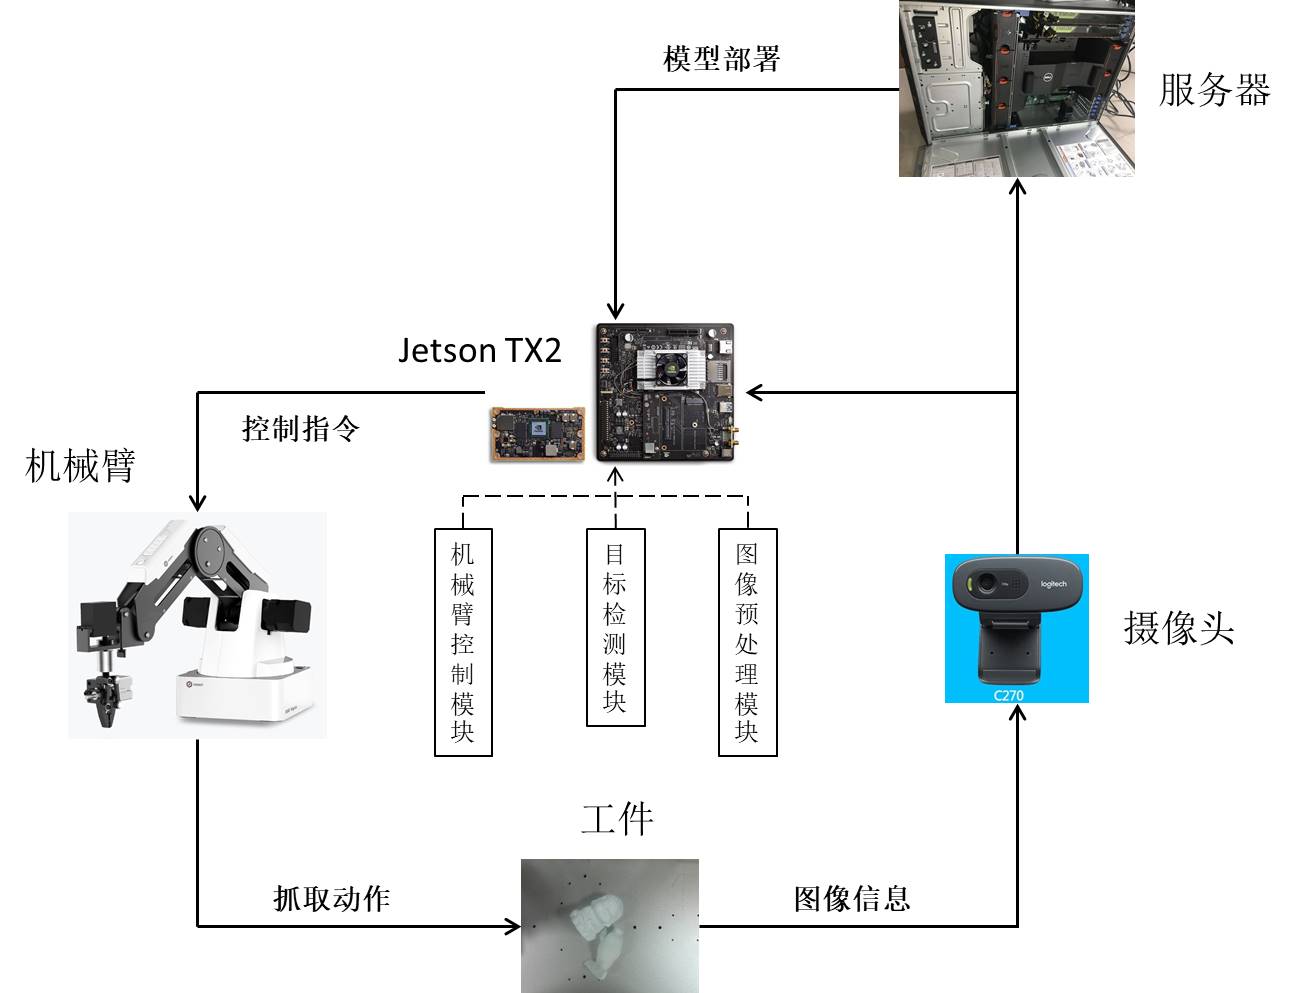 模型部署
服务器
Jetson TX2
控制指令
机械臂
机械臂控制模块
目标检测模块
图像预处理模块
logitech
C270
摄像头
工件
抓取动作
图像信息